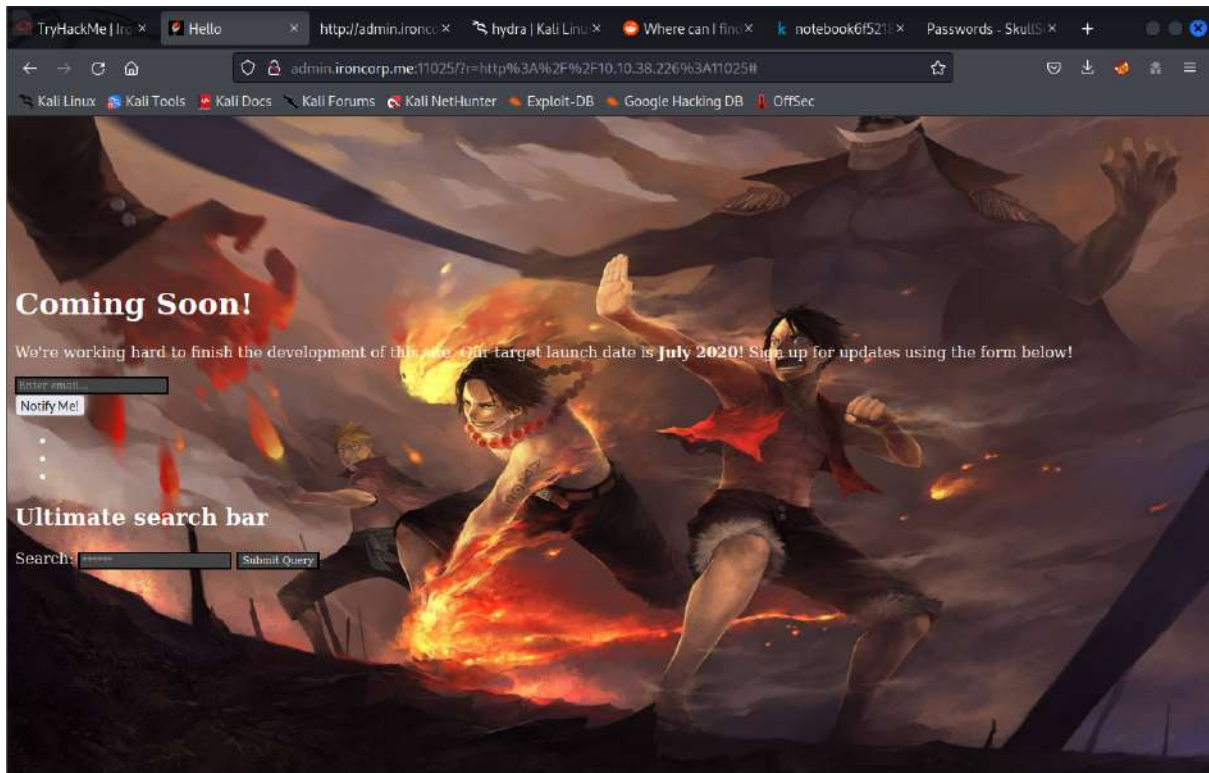 TryHackMe | Iro
Hello
http://admin.ironco
hydra | Kali Linu
Where can I find
notebook6f5218
Passwords - SkullS
admin.ironcorp.me:11025/?r=http%3A%2F%2F10.10.38.226%3A11025#
Kali Linux
Kali Tools
Kali Docs
Kali Forums
Kali NetHunter
Exploit-DB
Google Hacking DB
OffSec
Coming Soon!
We're working hard to finish the development of this site. Our target launch date is July 2020! Sign up for updates using the form below!
Enter email...
Notify Me!
Ultimate search bar
Search: ****** Submit Query